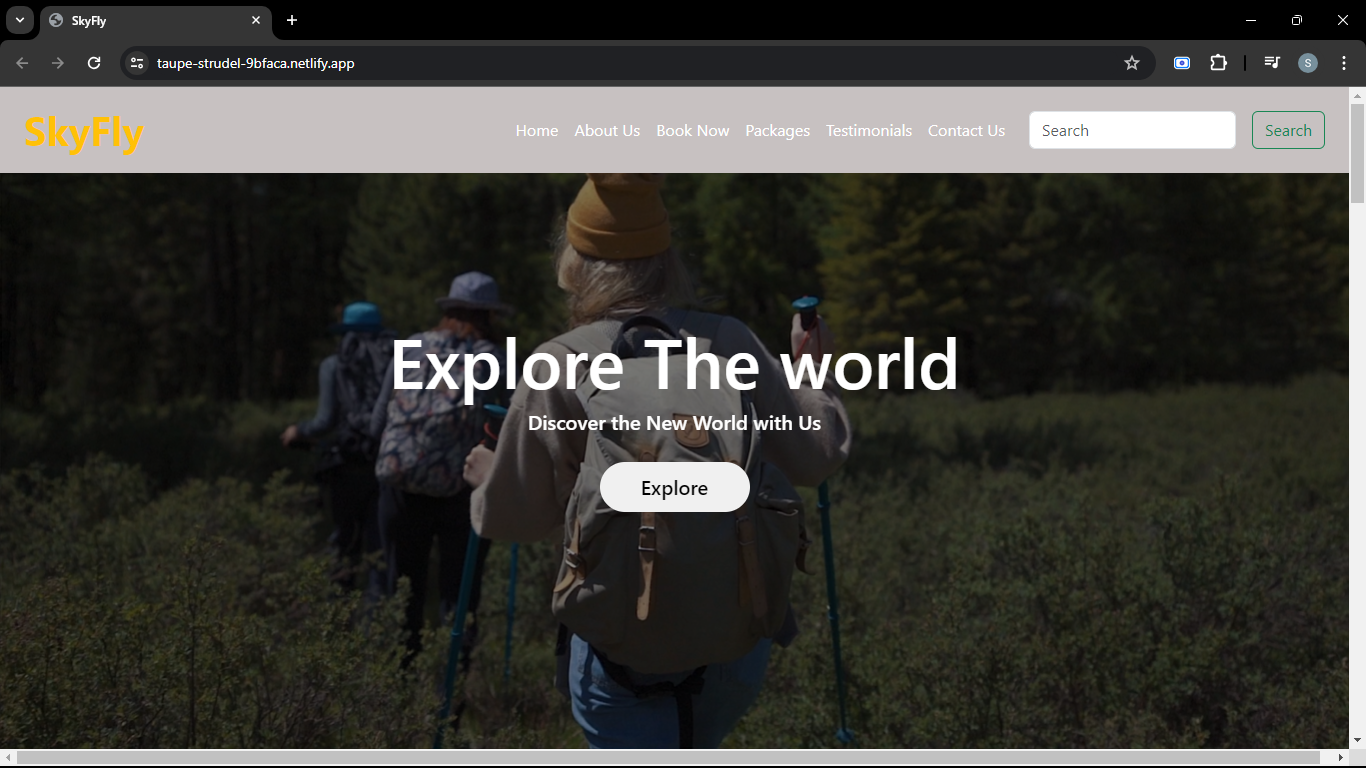 SkyFly
taupe-strudel-9bfaca.netlify.app
S
SkyFly
Home About Us Book Now Packages Testimonials Contact Us Search Search
Explore The world
Discover the New World with Us
Explore